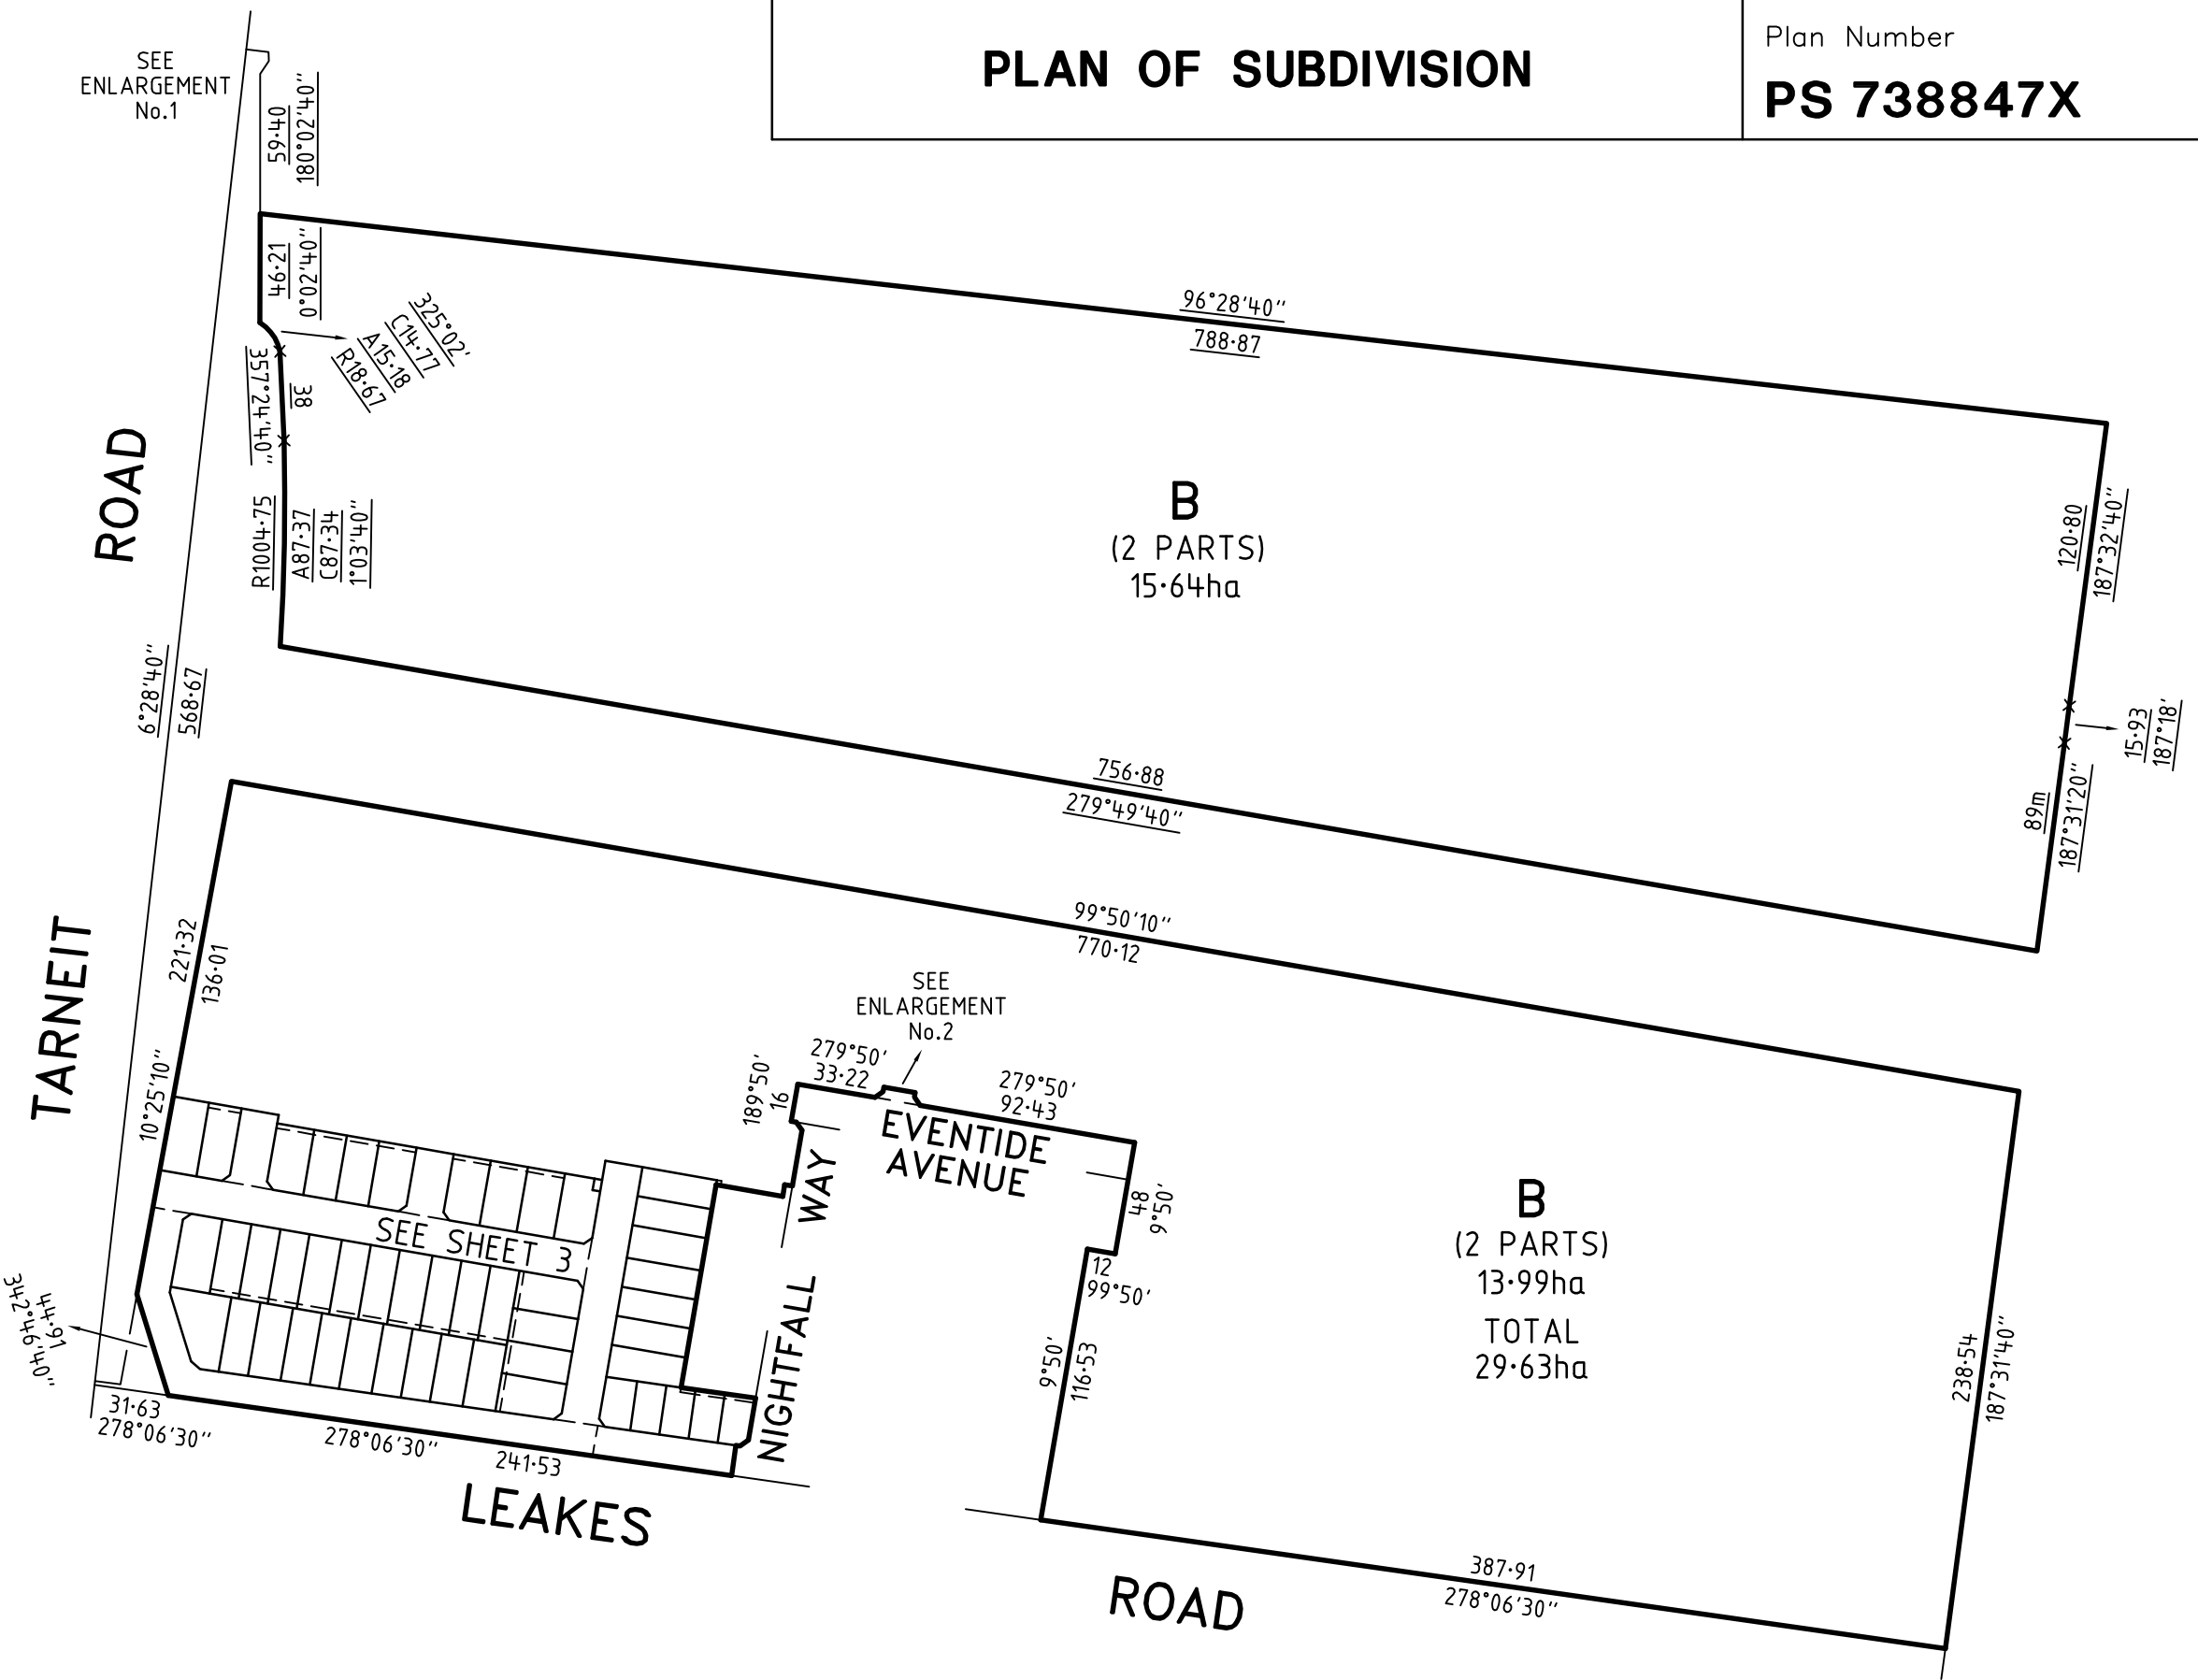 PLAN OF SUBDIVISION
Plan Number
PS 738847X
SEE
ENLARGEMENT
No.1
59·40
180°02'40"
46·21
0°02'40"
325°02'
C14·77
A15·18
R18·67
357°24'40"
38
R1004·75
A87·37
C87·34
1°03'40"
96°28'40"
788·87
B
(2 PARTS)
15·64ha
120·80
187°32'40"
15·93
187°18'
89m
187°31'20"
ROAD
6°28'40"
568·67
756·88
279°49'40"
99°50'10"
770·12
TARNEIT
221·32
136·01
10°25'10"
SEE
ENLARGEMENT
No.2
279°50'
33·22
189°50'
16
279°50'
92·43
EVENTIDE
AVENUE
WAY
NIGHTFALL
48
9°50'
12
99°50'
9°50'
116·53
SEE SHEET 3
B
(2 PARTS)
13·99ha
TOTAL
29·63ha
238·54
187°31'40"
44·91
342°46'40"
31·63
278°06'30"
278°06'30"
241·53
LEAKES
ROAD
387·91
278°06'30"